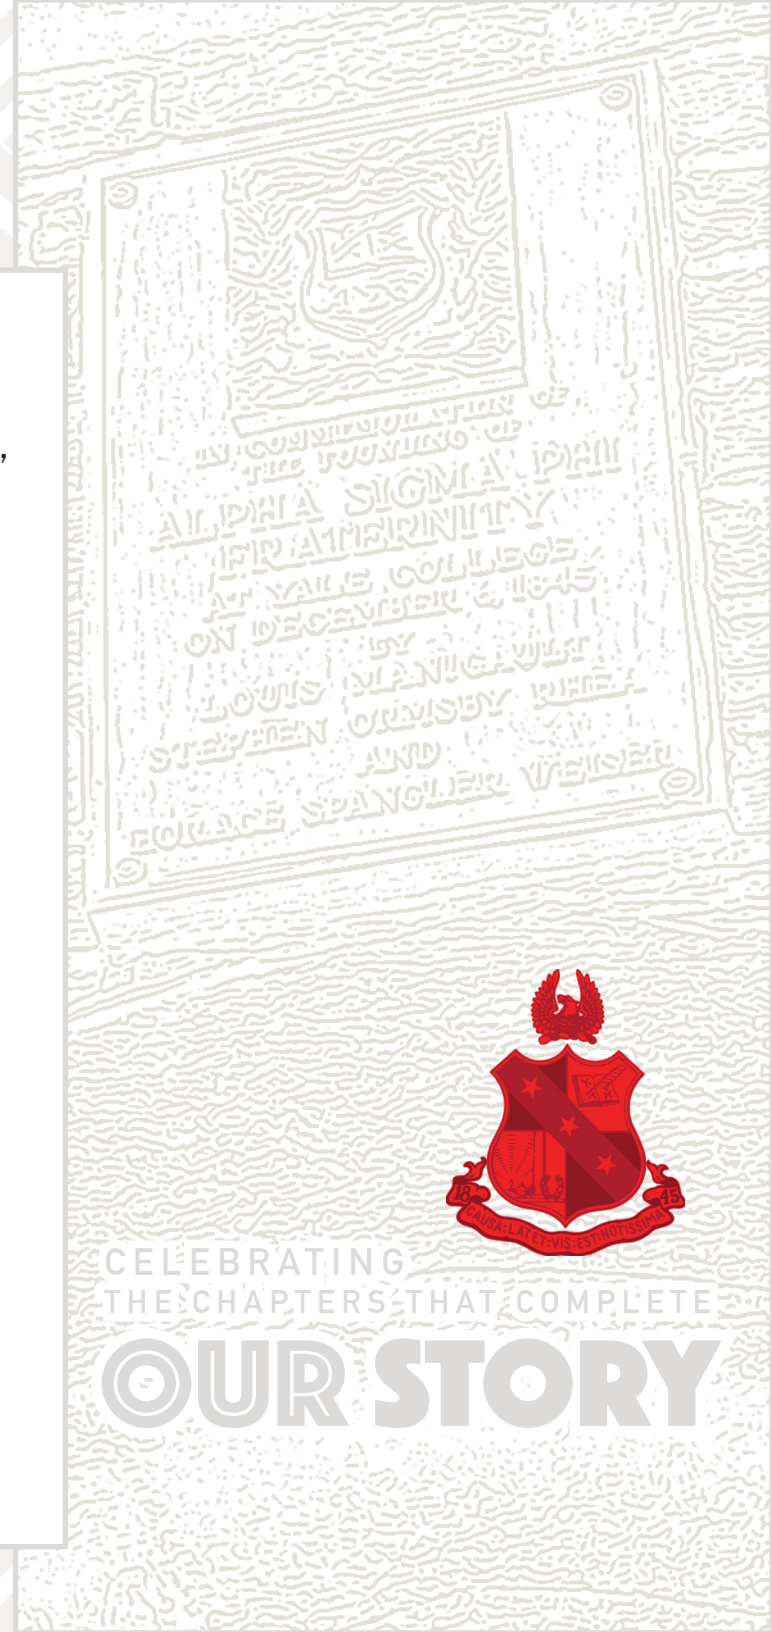 ,
IN COMMEMORATION OF
THE FOUNDING OF
ALPHA SIGMA PHI
FRATERNITY
AT YALE COLLEGE
ON DECEMBER 6, 1845
BY
LOUIS MANIGAULT
STEPHEN ORMSBY RHEA
AND
HORACE SPANGLER WEISER
18 45
CAUSA:LATET:VIS:EST:NOTISSIMA
CELEBRATING
THE CHAPTERS THAT COMPLETE
OUR STORY